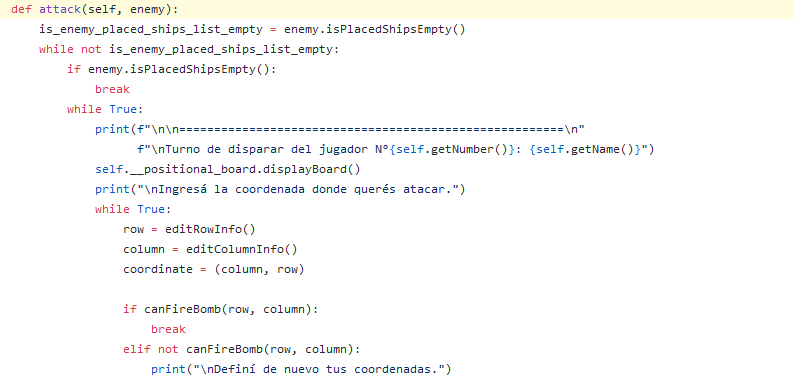 def attack(self, enemy):
is_enemy_placed_ships_list_empty = enemy.isPlacedShipsEmpty()
while not is_enemy_placed_ships_list_empty:
if enemy.isPlacedShipsEmpty():
break
while True:
print(f"\n\n=======================================================\n"
f"\nTurno de disparar del jugador N°{self.getNumber()}: {self.getName()}")
self.__positional_board.displayBoard()
print("\nIngresá la coordenada donde querés atacar.")
while True:
row = editRowInfo()
column = editColumnInfo()
coordinate = (column, row)
if canFireBomb(row, column):
break
elif not canFireBomb(row, column):
print("\nDefiní de nuevo tus coordenadas.")